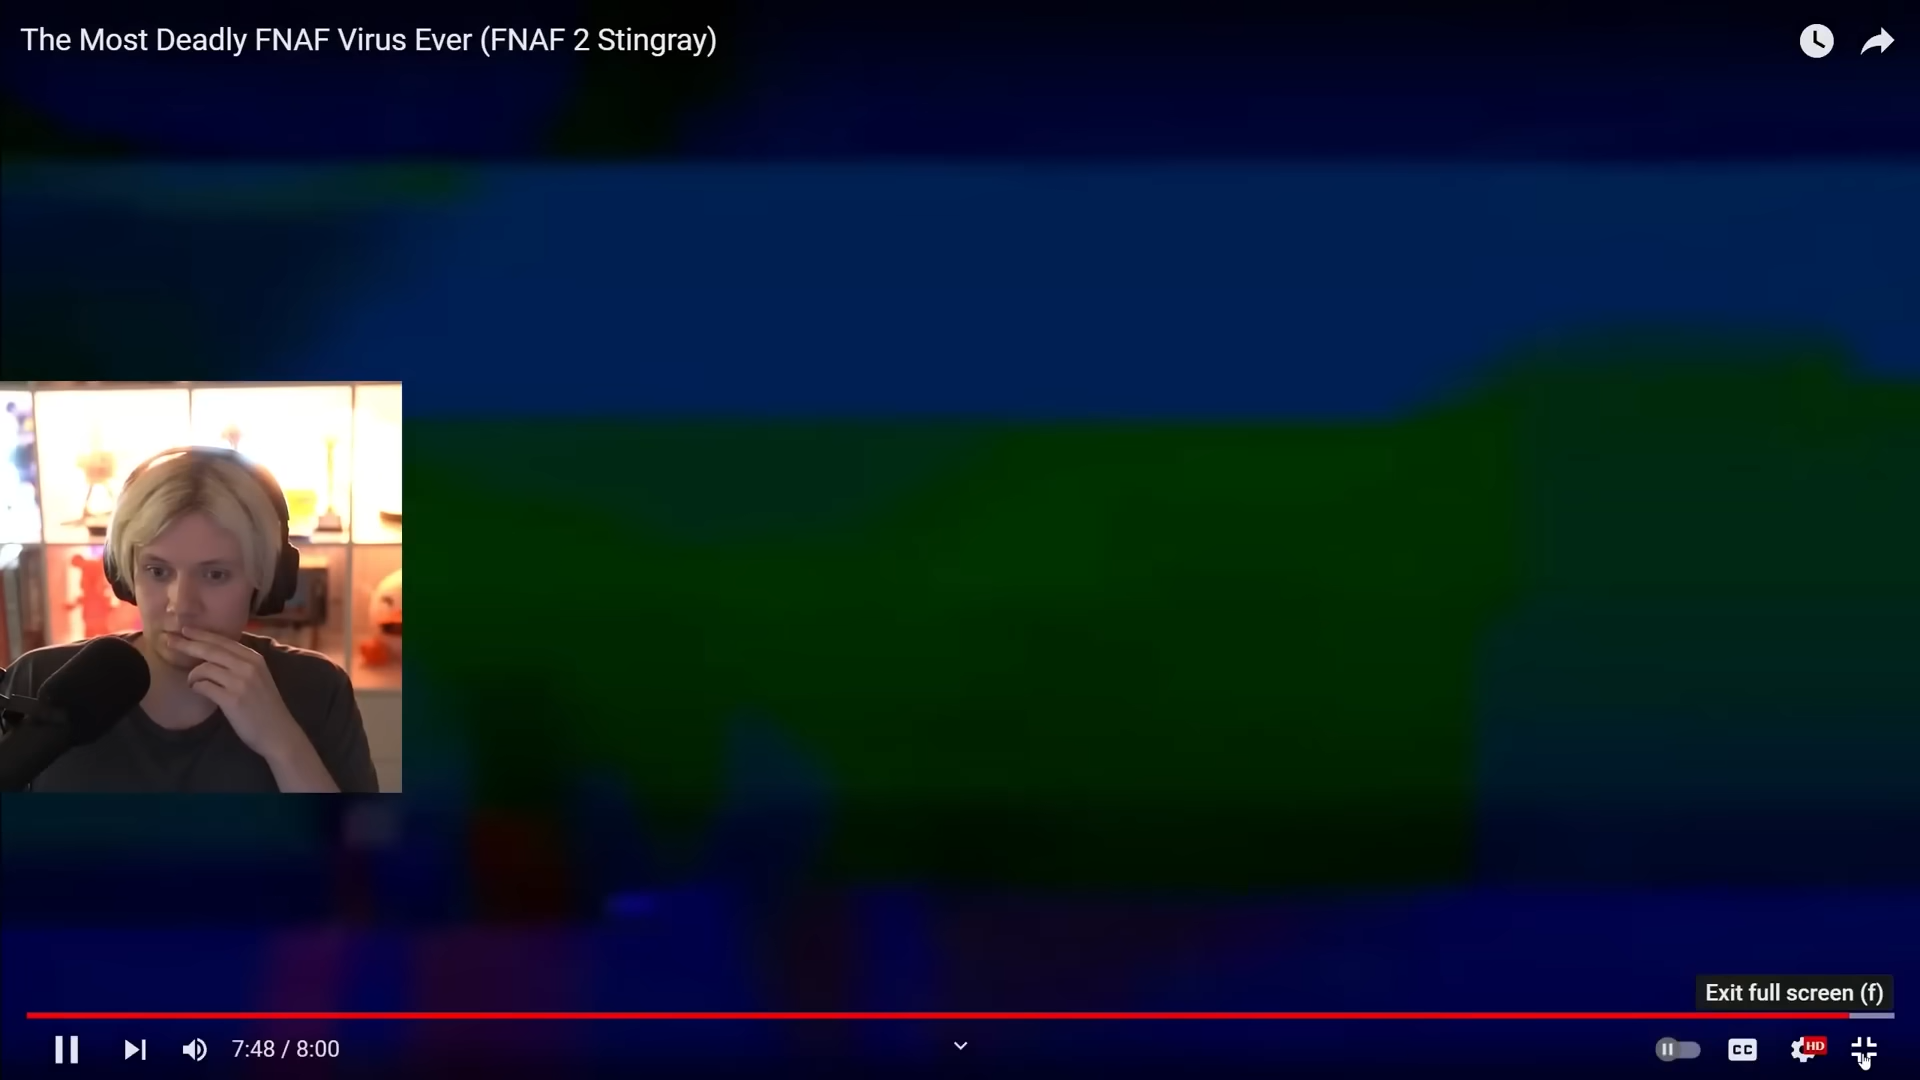 The Most Deadly FNAF Virus Ever (FNAF 2 Stingray)
Exit full screen (f)
7:48 / 8:00
CC
HD